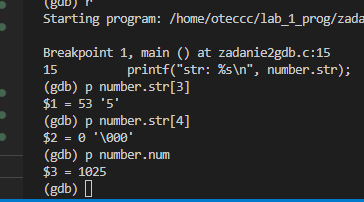 (gdb) r
Starting program: /home/oteccc/lab_1_prog/zada
Breakpoint 1, main () at zadanie2gdb.c:15
15 printf("str: %s\n", number.str);
(gdb) p number.str[3]
$1 = 53 '5'
(gdb) p number.str[4]
$2 = 0 '\000'
(gdb) p number.num
$3 = 1025
(gdb)